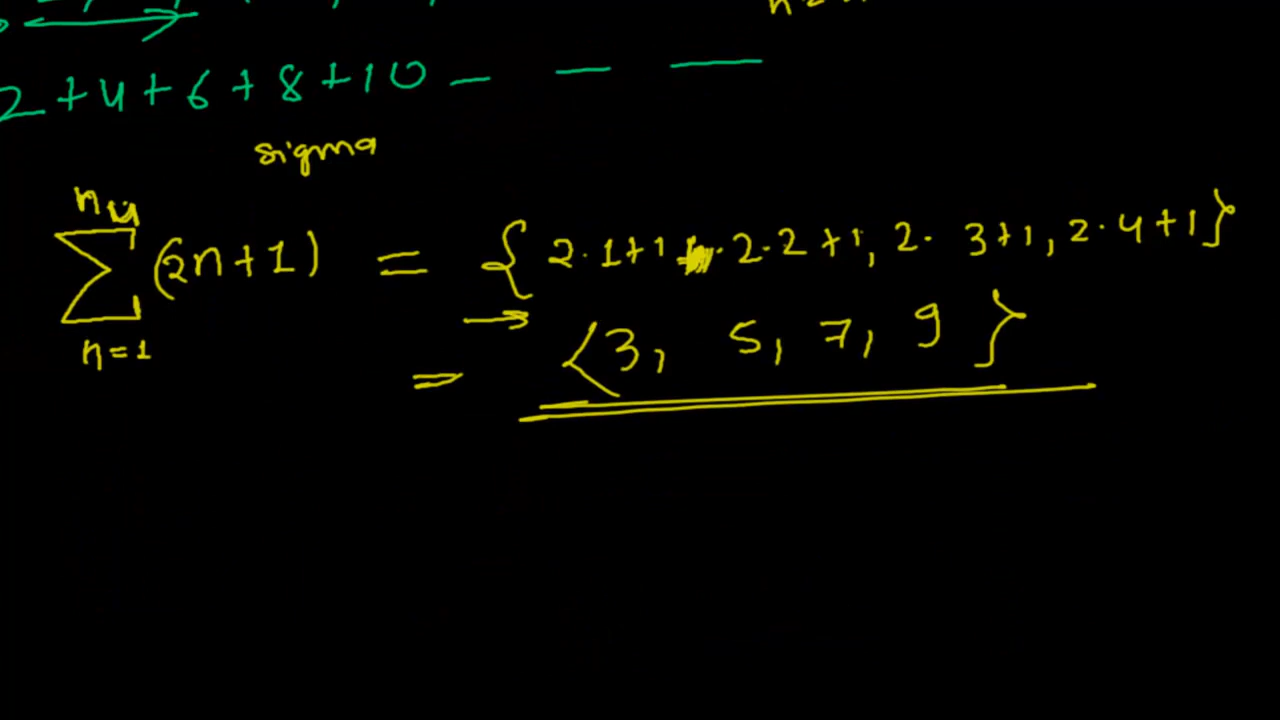 2+4+6+8+10 — — —
sigma
n4
∑(2n+1) = {2·1+1, 2·2+1, 2·3+1, 2·4+1}
n=1
= {3, 5, 7, 9}